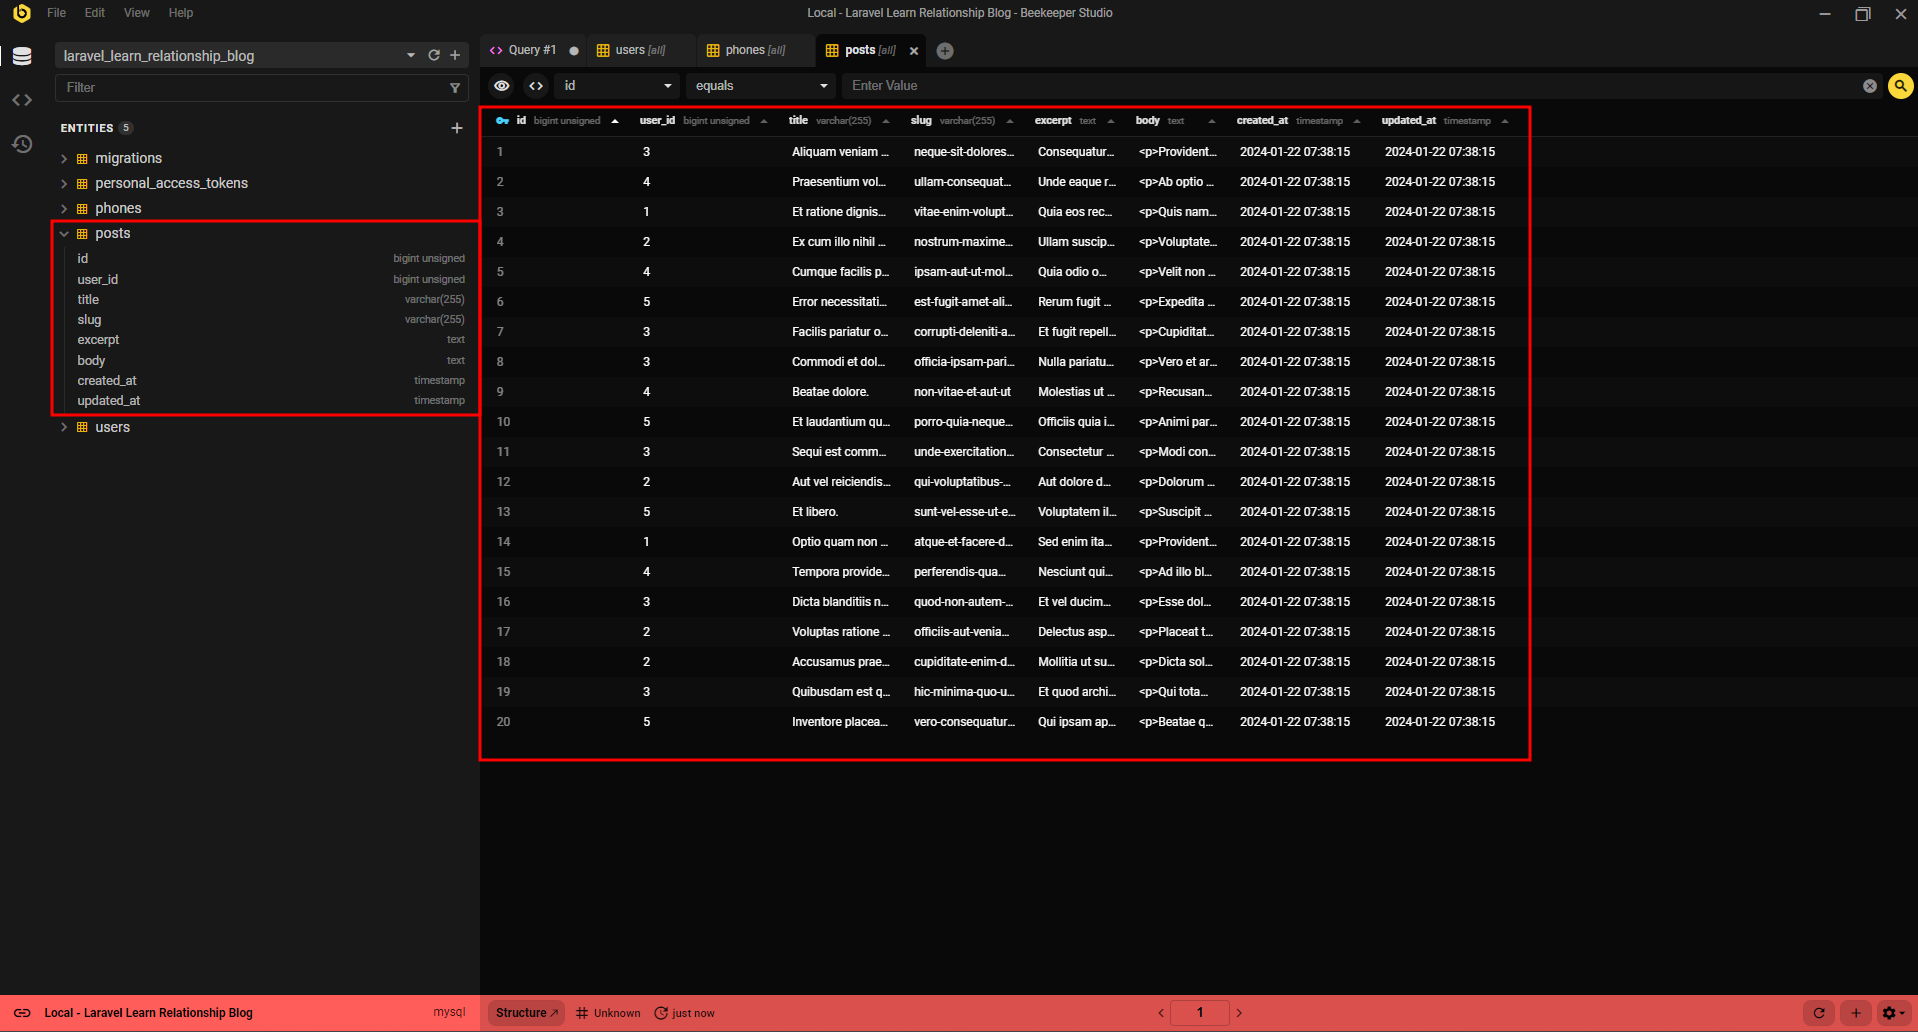 File Edit View Help
Local - Laravel Learn Relationship Blog - Beekeeper Studio
laravel_learn_relationship_blog
Filter
ENTITIES 5
migrations
personal_access_tokens
phones
posts
id bigint unsigned
user_id bigint unsigned
title varchar(255)
slug varchar(255)
excerpt text
body text
created_at timestamp
updated_at timestamp
users
Query #1 users [all] phones [all] posts [all]
id equals Enter Value
id bigint unsigned user_id bigint unsigned title varchar(255) slug varchar(255) excerpt text body text created_at timestamp updated_at timestamp
1 3 Aliquam veniam ... neque-sit-dolores... Consequatur... <p>Provident... 2024-01-22 07:38:15 2024-01-22 07:38:15
2 4 Praesentium vol... ullam-consequat... Unde eaque r... <p>Ab optio ... 2024-01-22 07:38:15 2024-01-22 07:38:15
3 1 Et ratione dignis... vitae-enim-volupt... Quia eos rec... <p>Quis nam... 2024-01-22 07:38:15 2024-01-22 07:38:15
4 2 Ex cum illo nihil ... nostrum-maxime... Ullam suscip... <p>Voluptate... 2024-01-22 07:38:15 2024-01-22 07:38:15
5 4 Cumque facilis p... ipsam-aut-ut-mol... Quia odio o... <p>Velit non ... 2024-01-22 07:38:15 2024-01-22 07:38:15
6 5 Error necessitati... est-fugit-amet-ali... Rerum fugit ... <p>Expedita ... 2024-01-22 07:38:15 2024-01-22 07:38:15
7 3 Facilis pariatur o... corrupti-deleniti-a... Et fugit repell... <p>Cupiditat... 2024-01-22 07:38:15 2024-01-22 07:38:15
8 3 Commodi et dol... officia-ipsam-pari... Nulla pariatu... <p>Vero et ar... 2024-01-22 07:38:15 2024-01-22 07:38:15
9 4 Beatae dolore. non-vitae-et-aut-ut Molestias ut ... <p>Recusan... 2024-01-22 07:38:15 2024-01-22 07:38:15
10 5 Et laudantium qu... porro-quia-neque... Officiis quia i... <p>Animi par... 2024-01-22 07:38:15 2024-01-22 07:38:15
11 3 Sequi est comm... unde-exercitation... Consectetur ... <p>Modi con... 2024-01-22 07:38:15 2024-01-22 07:38:15
12 2 Aut vel reiciendis... qui-voluptatibus-... Aut dolore d... <p>Dolorum ... 2024-01-22 07:38:15 2024-01-22 07:38:15
13 5 Et libero. sunt-vel-esse-ut-e... Voluptatem il... <p>Suscipit ... 2024-01-22 07:38:15 2024-01-22 07:38:15
14 1 Optio quam non ... atque-et-facere-d... Sed enim ita... <p>Provident... 2024-01-22 07:38:15 2024-01-22 07:38:15
15 4 Tempora provide... perferendis-qua... Nesciunt qui... <p>Ad illo bl... 2024-01-22 07:38:15 2024-01-22 07:38:15
16 3 Dicta blanditiis n... quod-non-autem-... Et vel ducim... <p>Esse dol... 2024-01-22 07:38:15 2024-01-22 07:38:15
17 2 Voluptas ratione ... officiis-aut-venia... Delectus asp... <p>Placeat t... 2024-01-22 07:38:15 2024-01-22 07:38:15
18 2 Accusamus prae... cupiditate-enim-d... Mollitia ut su... <p>Dicta sol... 2024-01-22 07:38:15 2024-01-22 07:38:15
19 3 Quibusdam est q... hic-minima-quo-u... Et quod archi... <p>Qui tota... 2024-01-22 07:38:15 2024-01-22 07:38:15
20 5 Inventore placea... vero-consequatur... Qui ipsam ap... <p>Beatae q... 2024-01-22 07:38:15 2024-01-22 07:38:15
Local - Laravel Learn Relationship Blog mysql Structure Unknown just now 1